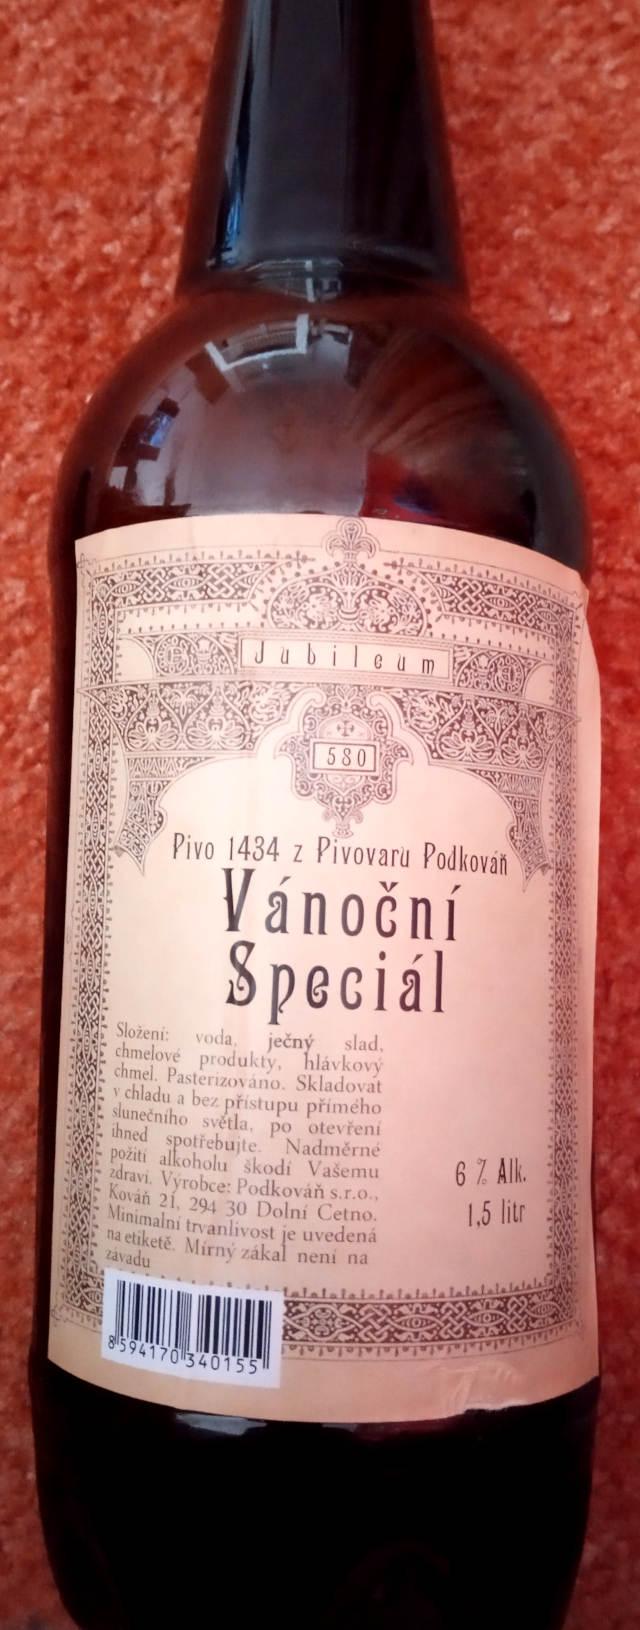 Jubileum
580
Pivo 1434 z Pivovaru Podkováň
Vánoční
Speciál
Složení: voda, ječný slad,
chmelové produkty, hlávkový
chmel. Pasterizováno. Skladovat
v chladu a bez přístupu přímého
slunečního světla, po otevření
ihned spotřebujte. Nadměrné
požití alkoholu škodí Vašemu
zdraví. Výrobce: Podkováň s.r.o.,
Kováň 21, 294 30 Dolní Cetno.
Minimalní trvanlivost je uvedená
na etiketě. Mírný zákal není na
závadu
6 % Alk.
1,5 litr
8594170340155